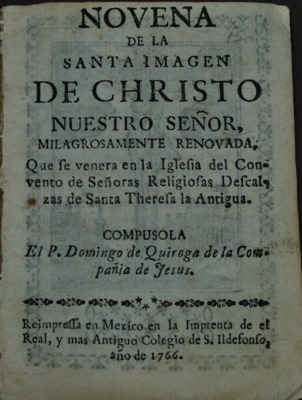 NOVENA
DE LA
SANTA IMAGEN
DE CHRISTO
NUESTRO SEÑOR,
MILAGROSAMENTE RENOVADA,
Que se venera en la Iglesia del Con-
vento de Señoras Religiosas Descal-
zas de Santa Theresa la Antigua.
COMPUSOLA
El P. Domingo de Quiroga de la Com-
pañia de Jesus.
Reimpressa en Mexico en la Imprenta de el
Real, y mas Antiguo Colegio de S. Ildefonso,
año de 1766.